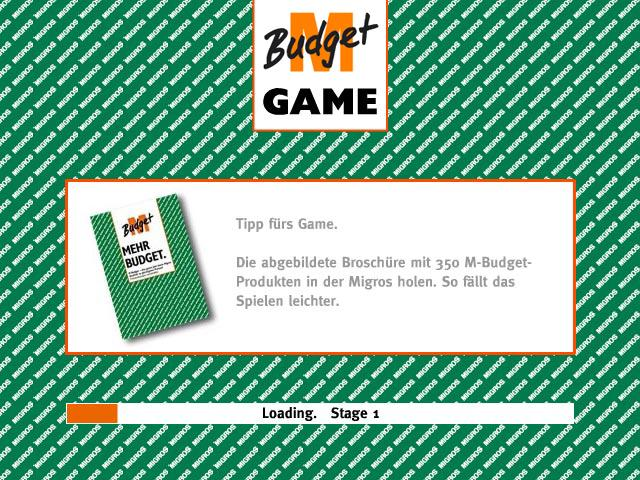 M
Budget
GAME
M
Budget
MEHR
BUDGET.
Tipp fürs Game.
Die abgebildete Broschüre mit 350 M-Budget-
Produkten in der Migros holen. So fällt das
Spielen leichter.
Loading. Stage 1
MIGROS